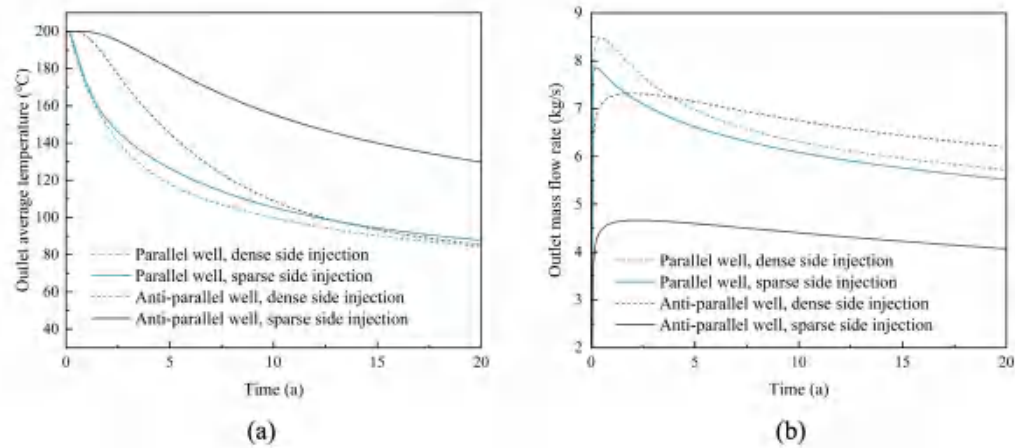 200
180
160
140
120
100
80
60
40
Outlet average temperature (℃)
Parallel well, dense side injection
Parallel well, sparse side injection
Anti-parallel well, dense side injection
Anti-parallel well, sparse side injection
0 5 10 15 20
Time (a)
(a)
9
8
7
6
5
4
3
2
Outlet mass flow rate (kg/s)
Parallel well, dense side injection
Parallel well, sparse side injection
Anti-parallel well, dense side injection
Anti-parallel well, sparse side injection
0 5 10 15 20
Time (a)
(b)